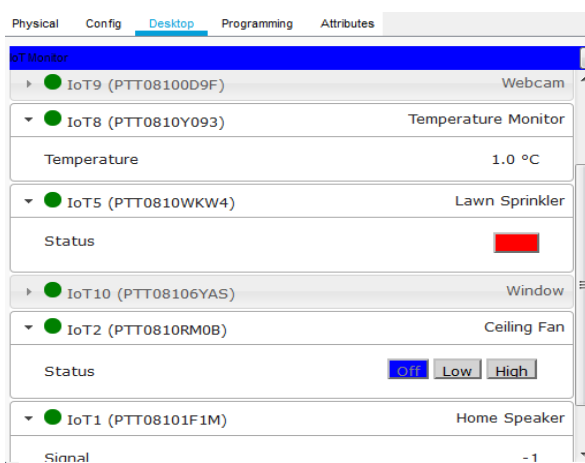 Physical Config Desktop Programming Attributes
IoT Monitor
IoT9 (PTT08100D9F) Webcam
IoT8 (PTT0810Y093) Temperature Monitor
Temperature 1.0 °C
IoT5 (PTT0810WKW4) Lawn Sprinkler
Status
IoT10 (PTT08106YAS) Window
IoT2 (PTT0810RM0B) Ceiling Fan
Status Off Low High
IoT1 (PTT08101F1M) Home Speaker
Signal -1